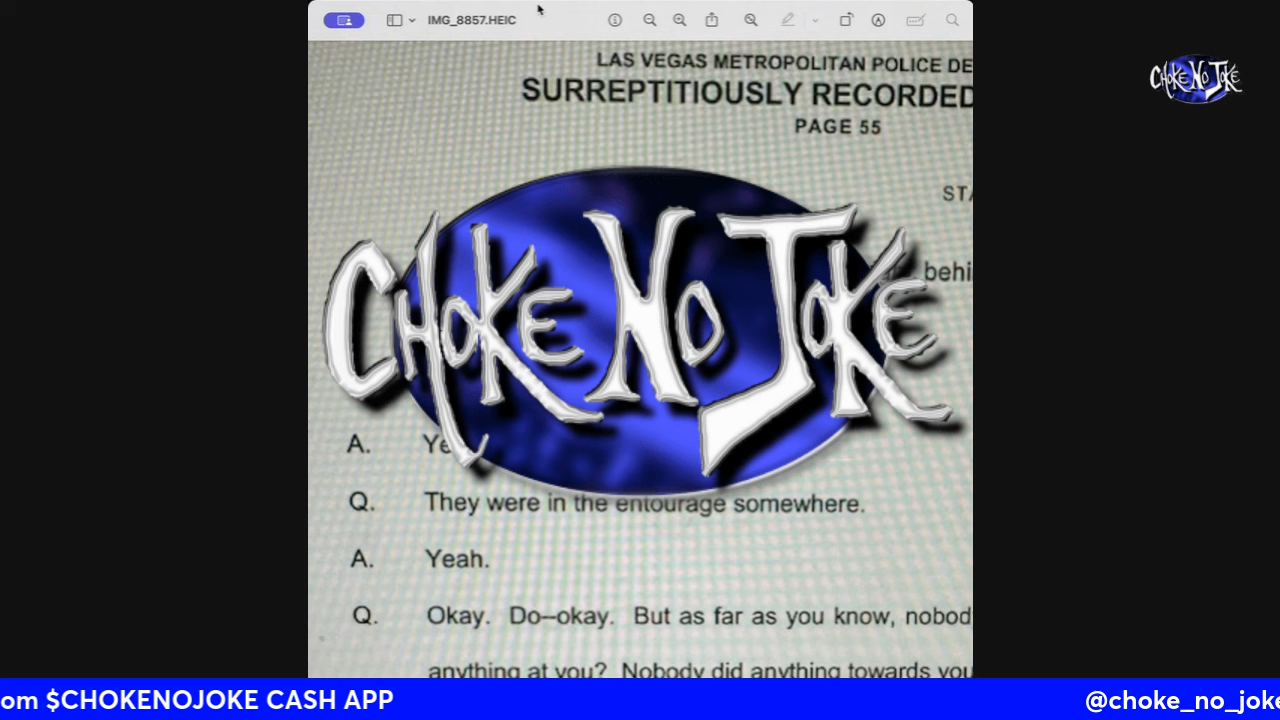 IMG_8857.HEIC
LAS VEGAS METROPOLITAN POLICE DE
SURREPTITIOUSLY RECORDED
PAGE 55
CHOKE NO JOKE
STA
behi
CHOKE NO JOKE
A. Ye
Q. They were in the entourage somewhere.
A. Yeah.
Q. Okay. Do--okay. But as far as you know, nobod
anything at you? Nobody did anything towards you
om $CHOKENOJOKE CASH APP
@choke_no_joke